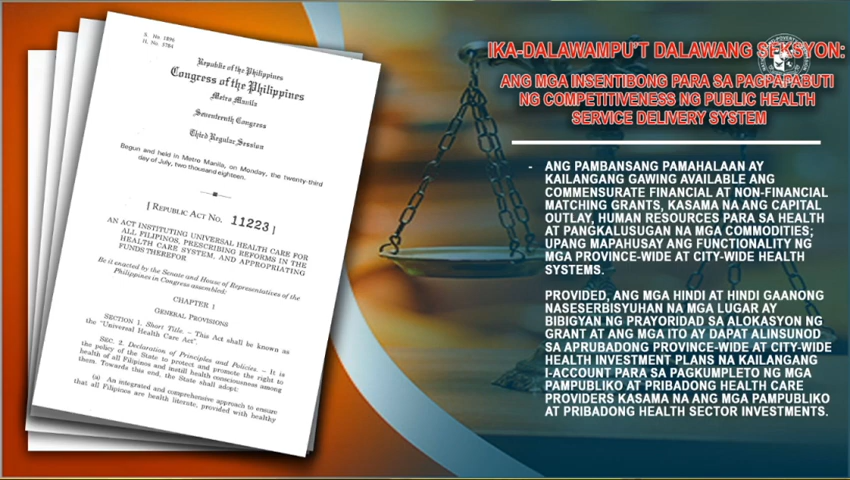 S. No. 1896
H. No. 5784
Republic of the Philippines
Congress of the Philippines
Metro Manila
Seventeenth Congress
Third Regular Session
Begun and held in Metro Manila, on Monday, the twenty-third
day of July, two thousand eighteen.
[ REPUBLIC ACT NO. 11223 ]
AN ACT INSTITUTING UNIVERSAL HEALTH CARE FOR
ALL FILIPINOS, PRESCRIBING REFORMS IN THE
HEALTH CARE SYSTEM, AND APPROPRIATING
FUNDS THEREFOR
Be it enacted by the Senate and House of Representatives of the
Philippines in Congress assembled:
CHAPTER I
GENERAL PROVISIONS
SECTION 1. Short Title. – This Act shall be known as
the "Universal Health Care Act".
SEC. 2. Declaration of Principles and Policies. – It is
the policy of the State to protect and promote the right to
health of all Filipinos and instill health consciousness among
them. Towards this end, the State shall adopt:
(a) An integrated and comprehensive approach to ensure
that all Filipinos are health literate, provided with healthy
IKA-DALAWAMPU'T DALAWANG SEKSYON:
ANG MGA INSENTIBONG PARA SA PAGPAPABUTI
NG COMPETITIVENESS NG PUBLIC HEALTH
SERVICE DELIVERY SYSTEM
- ANG PAMBANSANG PAMAHALAAN AY
KAILANGANG GAWING AVAILABLE ANG
COMMENSURATE FINANCIAL AT NON-FINANCIAL
MATCHING GRANTS, KASAMA NA ANG CAPITAL
OUTLAY, HUMAN RESOURCES PARA SA HEALTH
AT PANGKALUSUGAN NA MGA COMMODITIES;
UPANG MAPAHUSAY ANG FUNCTIONALITY NG
MGA PROVINCE-WIDE AT CITY-WIDE HEALTH
SYSTEMS.
PROVIDED, ANG MGA HINDI AT HINDI GAANONG
NASESERBISYUHAN NA MGA LUGAR AY
BIBIGYAN NG PRAYORIDAD SA ALOKASYON NG
GRANT AT ANG MGA ITO AY DAPAT ALINSUNOD
SA APRUBADONG PROVINCE-WIDE AT CITY-WIDE
HEALTH INVESTMENT PLANS NA KAILANGANG
I-ACCOUNT PARA SA PAGKUMPLETO NG MGA
PAMPUBLIKO AT PRIBADONG HEALTH CARE
PROVIDERS KASAMA NA ANG MGA PAMPUBLIKO
AT PRIBADONG HEALTH SECTOR INVESTMENTS.